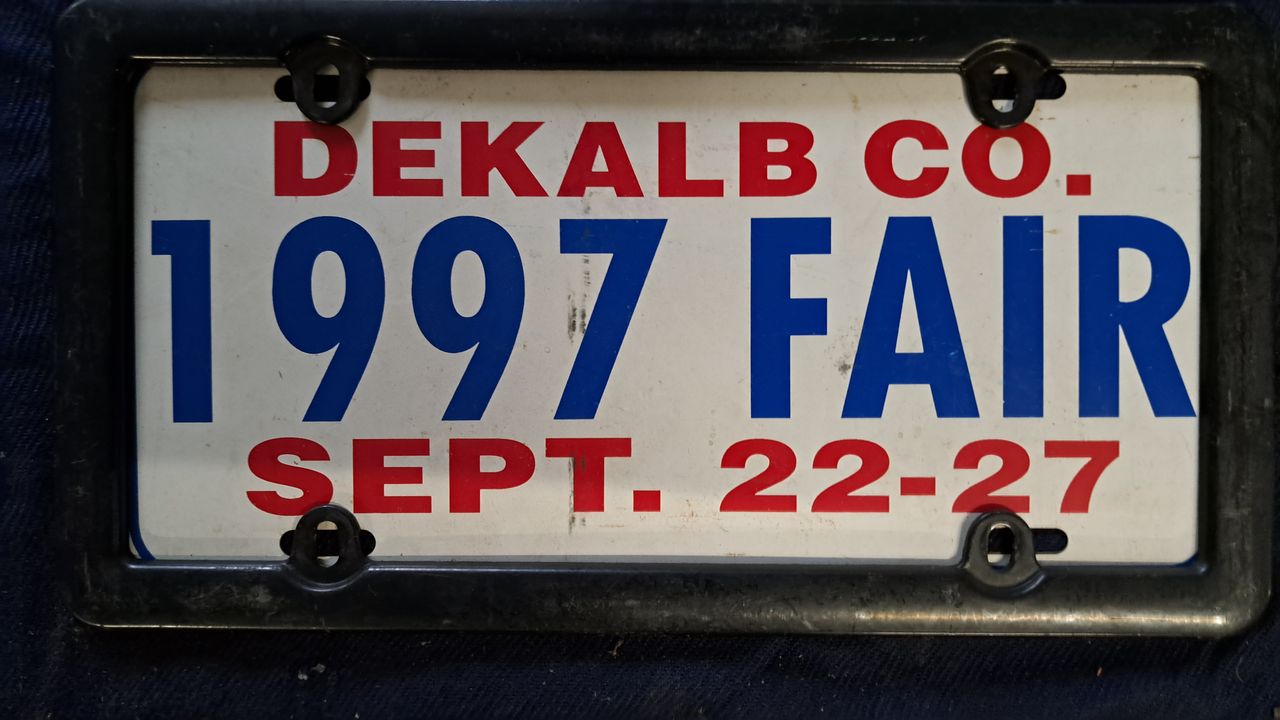 DEKALB CO.
1997 FAIR
SEPT. 22-27